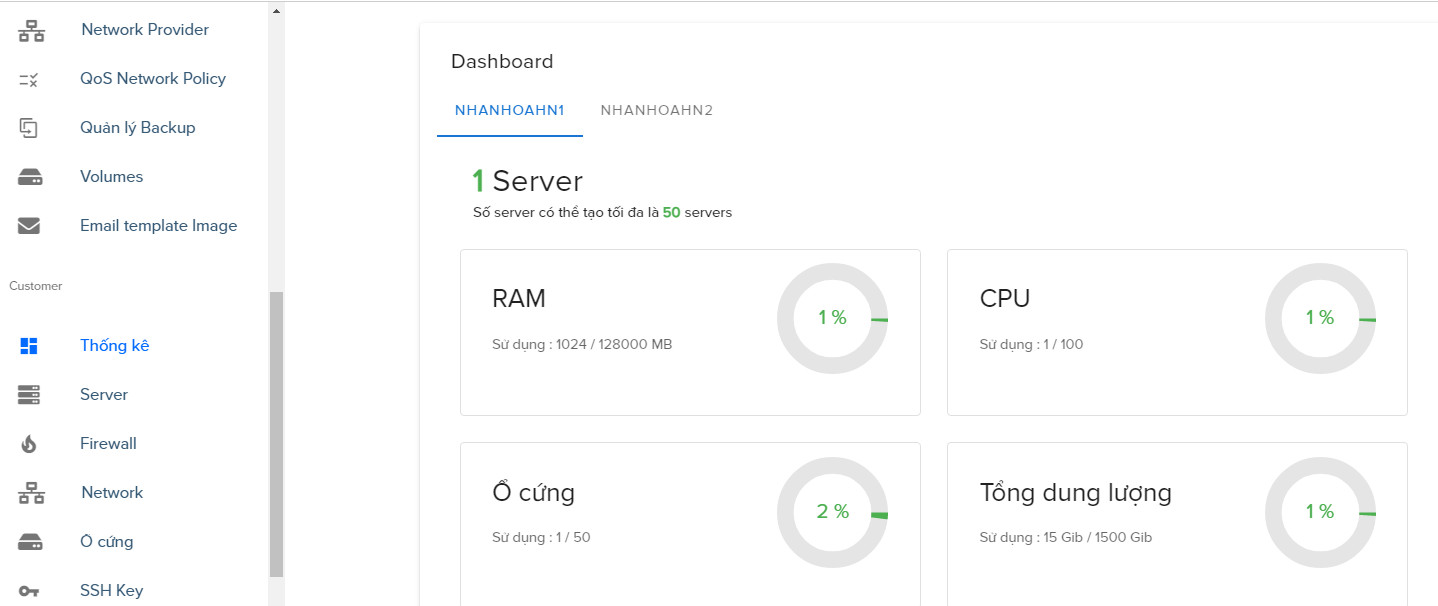 Network Provider
QoS Network Policy
Quản lý Backup
Volumes
Email template Image
Customer
Thống kê
Server
Firewall
Network
Ổ cứng
SSH Key
Dashboard
NHANHOAHN1 NHANHOAHN2
1 Server
Số server có thể tạo tối đa là 50 servers
RAM
Sử dụng : 1024 / 128000 MB
1 %
CPU
Sử dụng : 1 / 100
1 %
Ổ cứng
Sử dụng : 1 / 50
2 %
Tổng dung lượng
Sử dụng : 15 Gib / 1500 Gib
1 %